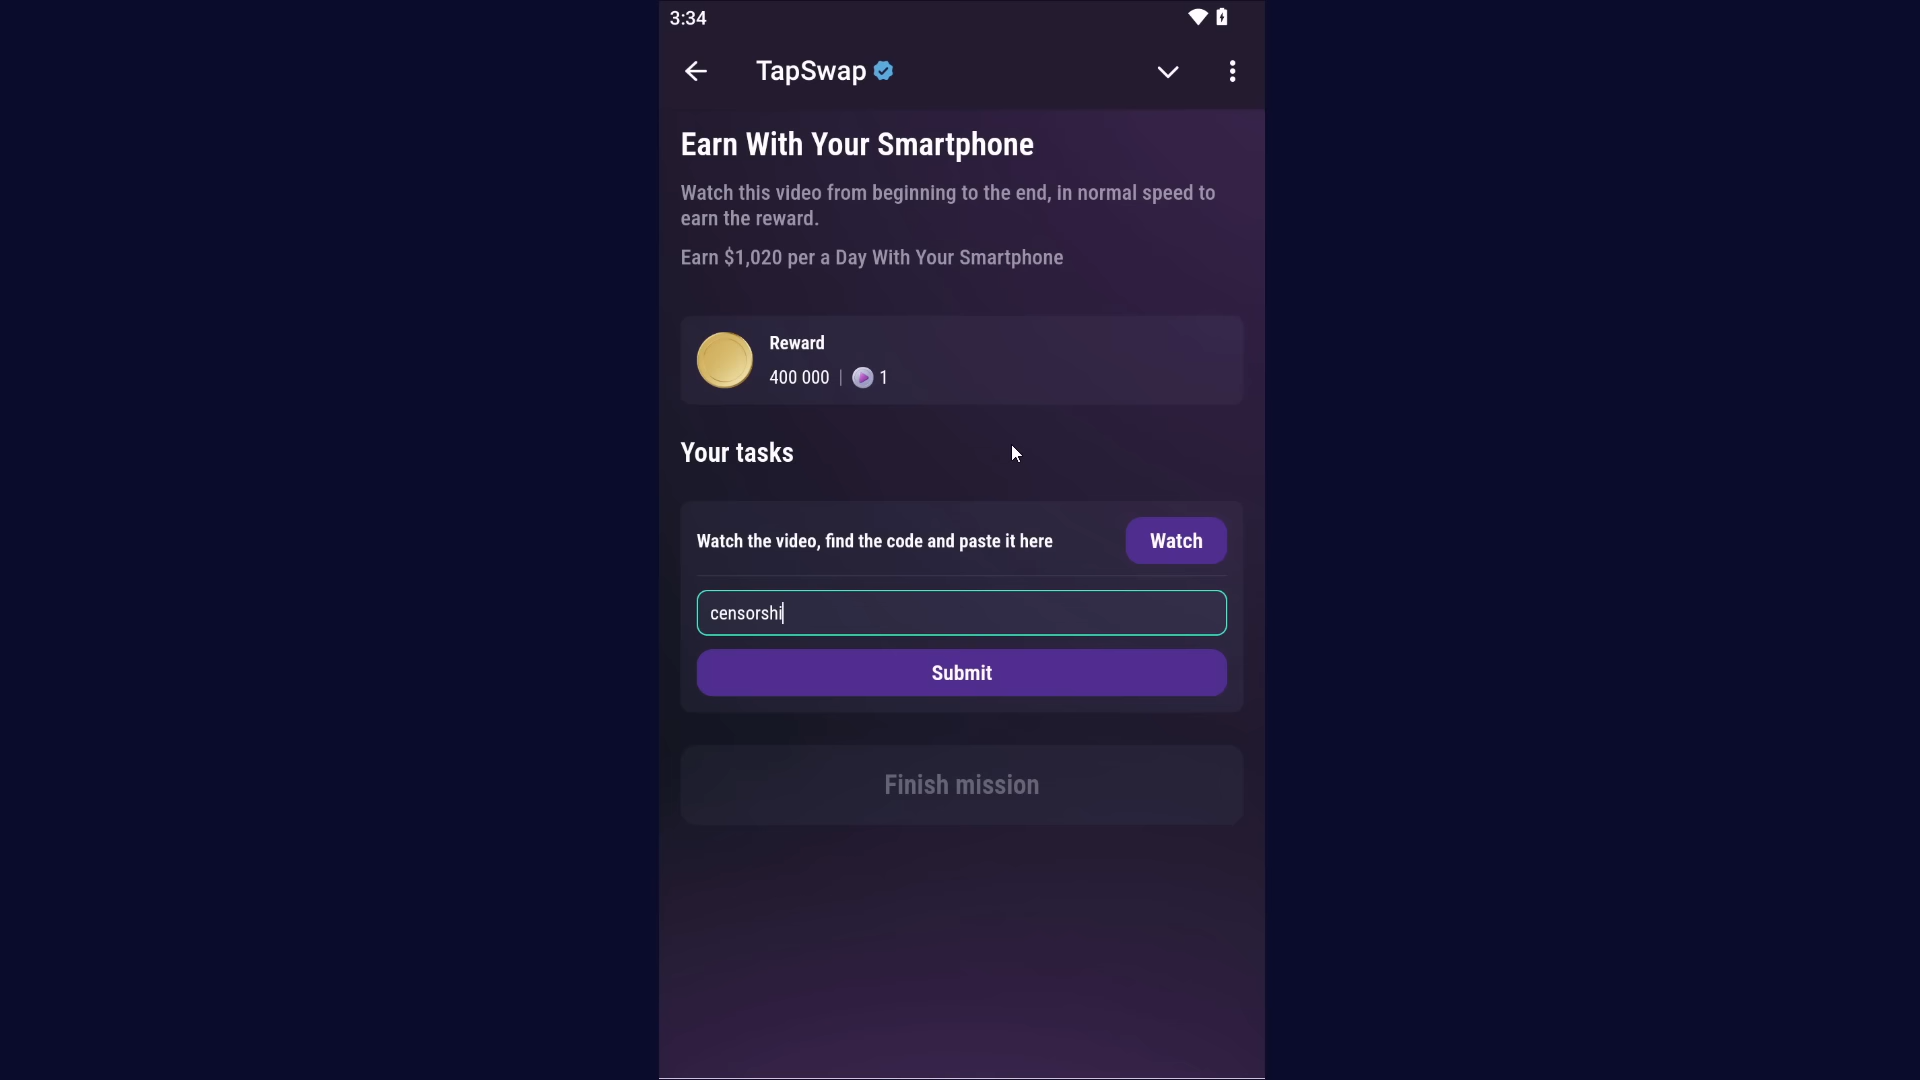 3:34
TapSwap
Earn With Your Smartphone
Watch this video from beginning to the end, in normal speed to
earn the reward.
Earn $1,020 per a Day With Your Smartphone
Reward
400 000 | 1
Your tasks
Watch the video, find the code and paste it here
Watch
censorshi
Submit
Finish mission